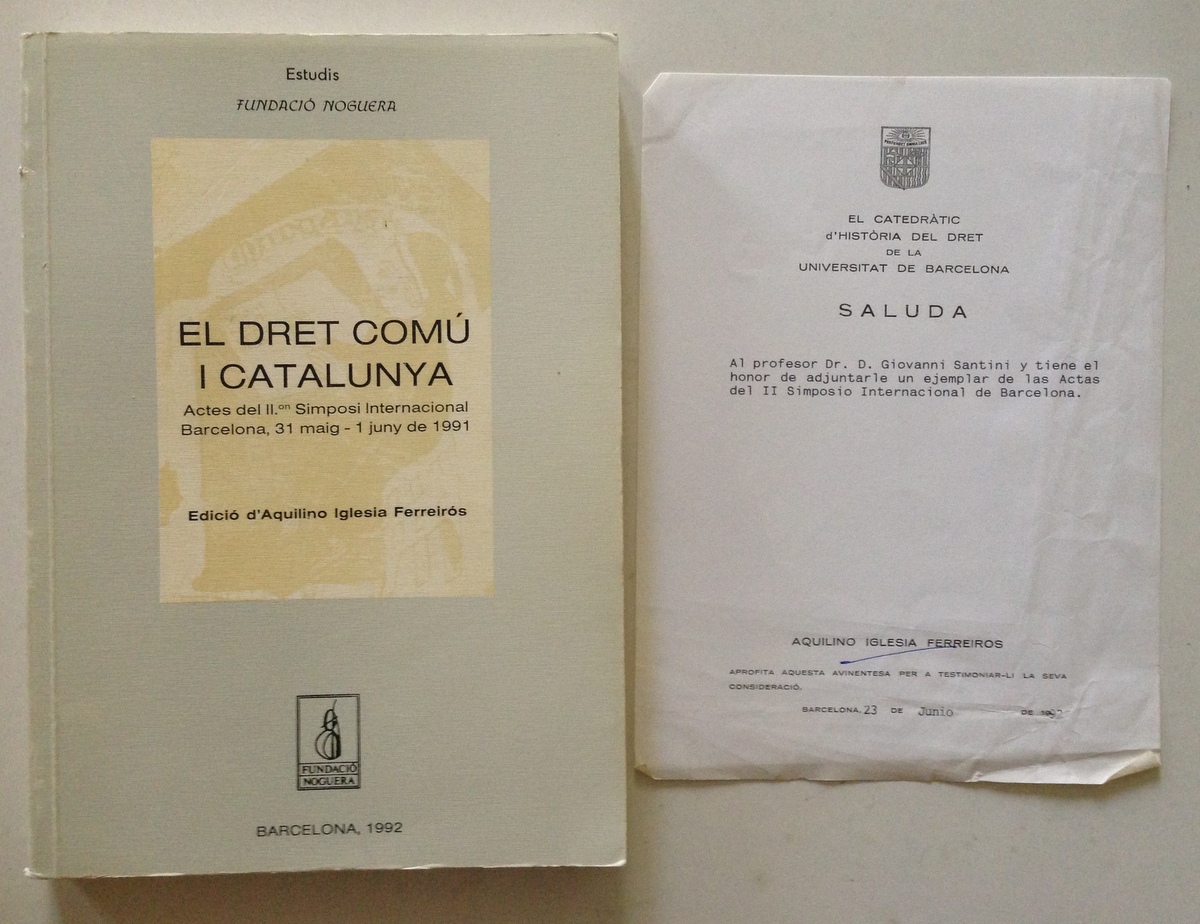 Estudis
FUNDACIÓ NOGUERA
EL DRET COMÚ
I CATALUNYA
Actes del II.on Simposi Internacional
Barcelona, 31 maig - 1 juny de 1991
Edició d'Aquilino Iglesia Ferreirós
FUNDACIÓ
NOGUERA
BARCELONA, 1992
EL CATEDRÀTIC
d'HISTÒRIA DEL DRET
DE LA
UNIVERSITAT DE BARCELONA
SALUDA
Al profesor Dr. D. Giovanni Santini y tiene el
honor de adjuntarle un ejemplar de las Actas
del II Simposio Internacional de Barcelona.
AQUILINO IGLESIA FERREIROS
APROFITA AQUESTA AVINENTESA PER A TESTIMONIAR-LI LA SEVA
CONSIDERACIÓ.
BARCELONA, 23 DE Junio DE 1992